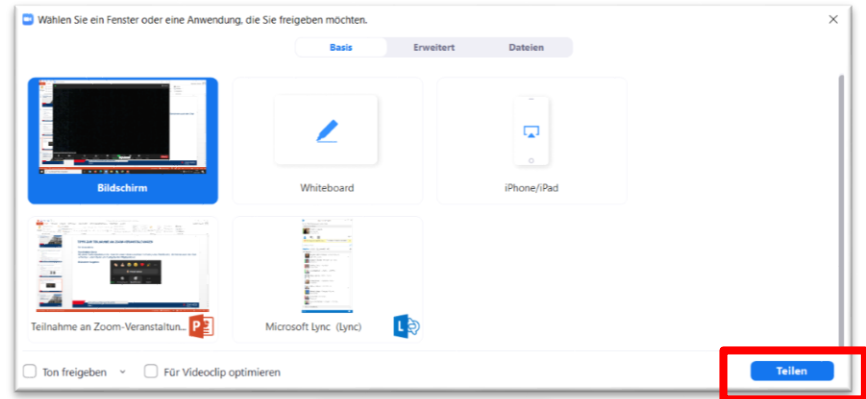 Wählen Sie ein Fenster oder eine Anwendung, die Sie freigeben möchten.
Basis Erweitert Dateien
Bildschirm Whiteboard iPhone/iPad
Teilnahme an Zoom-Veranstaltun... Microsoft Lync (Lync)
Ton freigeben Für Videoclip optimieren Teilen